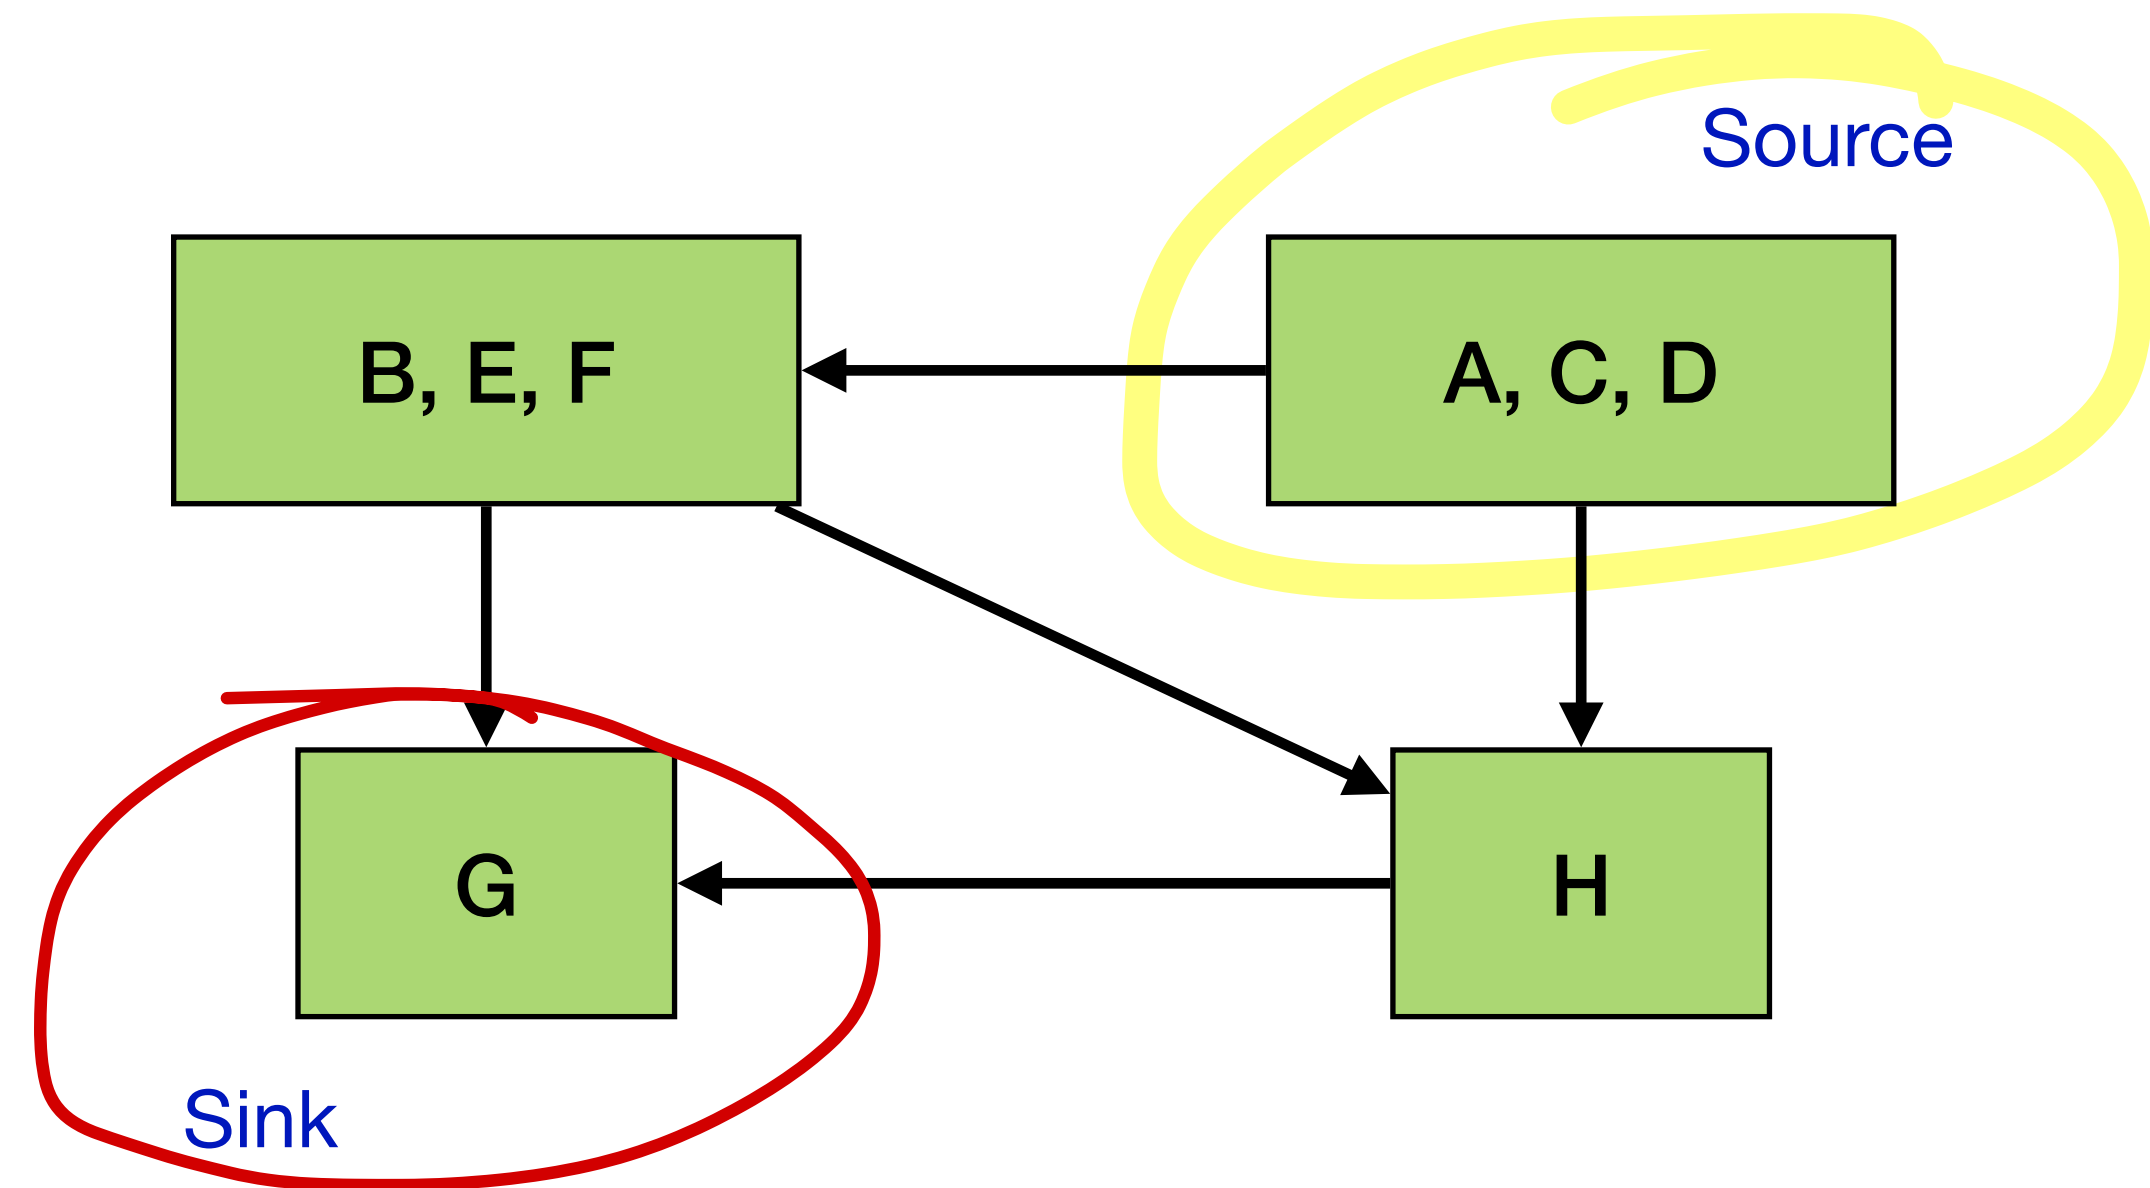 Source
B, E, F
A, C, D
G
H
Sink